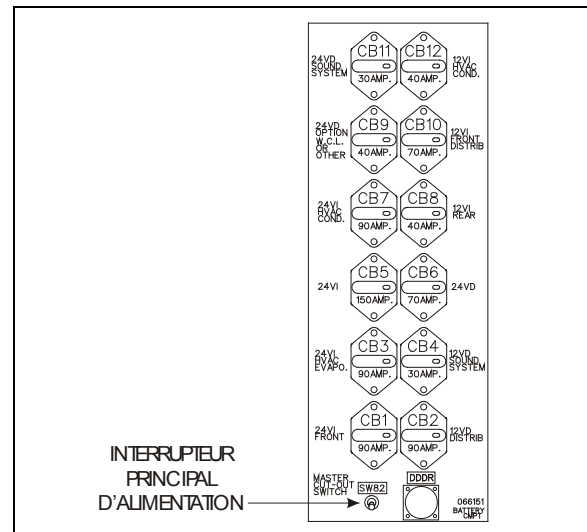 24VD
SOUND
SYSTEM
CB11
30AMP.
CB12
40AMP.
12VI
HVAC
COND.
24VD
OPTION
W.C.L.
OR
OTHER
CB9
40AMP.
CB10
70AMP.
12VI
FRONT
DISTRIB
24VI
HVAC
COND.
CB7
90AMP.
CB8
40AMP.
12VI
REAR
24VI
CB5
150AMP.
CB6
70AMP.
24VD
24VI
HVAC
EVAPO.
CB3
90AMP.
CB4
30AMP.
12VD
SOUND
SYSTEM
24VI
FRONT
CB1
90AMP.
CB2
90AMP.
12VD
DISTRIB
INTERRUPTEUR
PRINCIPAL
D'ALIMENTATION
MASTER
CUT-OUT
SWITCH
SW82
DDDR
066151
BATTERY
CMPT